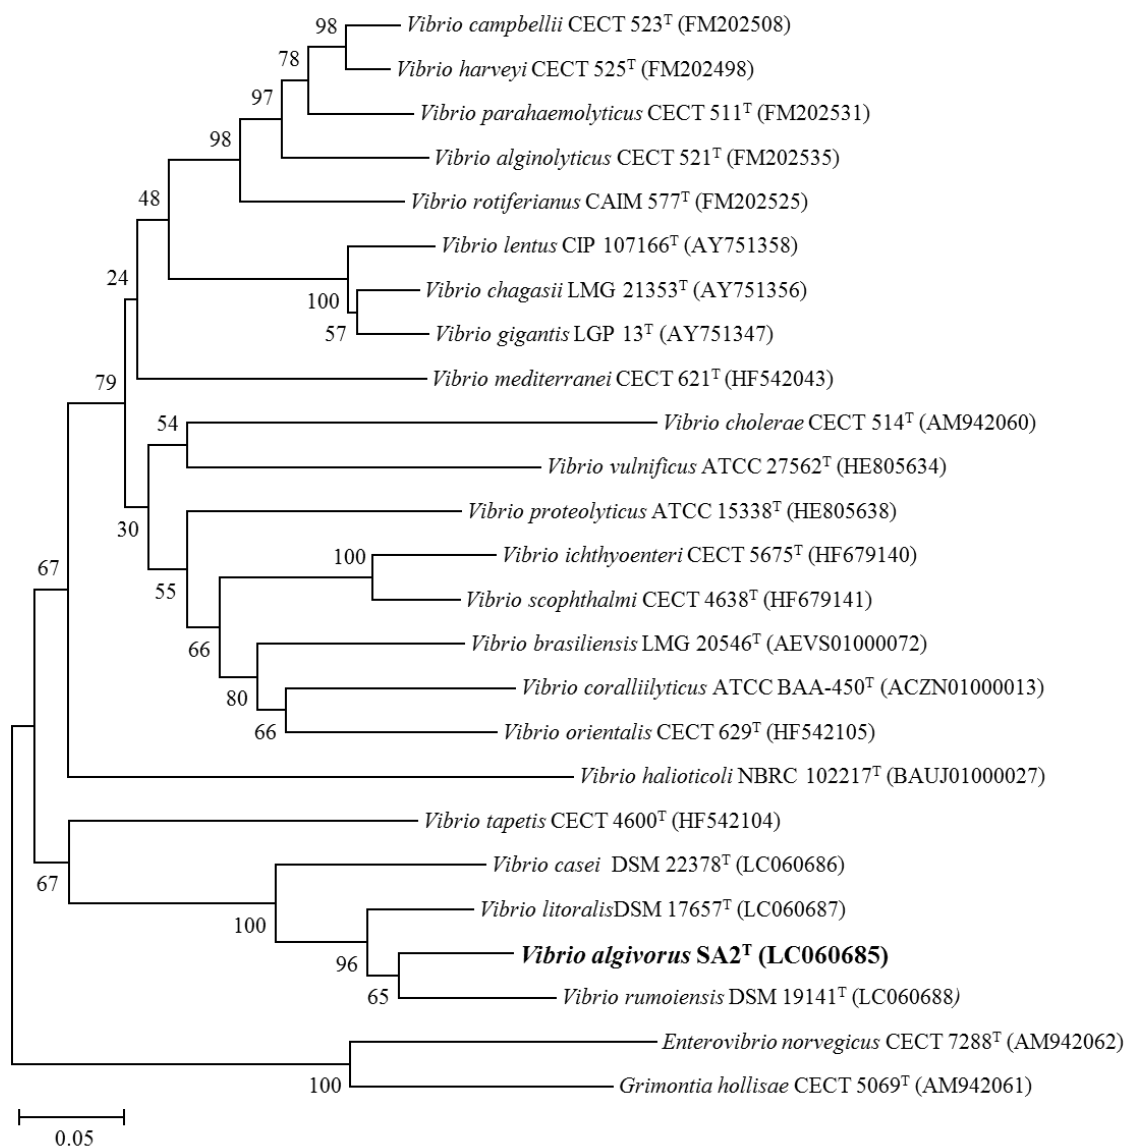 98 Vibrio campbellii CECT 523ᵀ (FM202508)
78 Vibrio harveyi CECT 525ᵀ (FM202498)
97 Vibrio parahaemolyticus CECT 511ᵀ (FM202531)
98 Vibrio alginolyticus CECT 521ᵀ (FM202535)
48 Vibrio rotiferianus CAIM 577ᵀ (FM202525)
Vibrio lentus CIP 107166ᵀ (AY751358)
24 100 Vibrio chagasii LMG 21353ᵀ (AY751356)
57 Vibrio gigantis LGP 13ᵀ (AY751347)
79 Vibrio mediterranei CECT 621ᵀ (HF542043)
54 Vibrio cholerae CECT 514ᵀ (AM942060)
Vibrio vulnificus ATCC 27562ᵀ (HE805634)
30 Vibrio proteolyticus ATCC 15338ᵀ (HE805638)
67 100 Vibrio ichthyoenteri CECT 5675ᵀ (HF679140)
55 Vibrio scophthalmi CECT 4638ᵀ (HF679141)
66 Vibrio brasiliensis LMG 20546ᵀ (AEVS01000072)
80 Vibrio coralliilyticus ATCC BAA-450ᵀ (ACZN01000013)
66 Vibrio orientalis CECT 629ᵀ (HF542105)
Vibrio halioticoli NBRC 102217ᵀ (BAUJ01000027)
Vibrio tapetis CECT 4600ᵀ (HF542104)
67 Vibrio casei DSM 22378ᵀ (LC060686)
100 Vibrio litoralisDSM 17657ᵀ (LC060687)
96 Vibrio algivorus SA2ᵀ (LC060685)
65 Vibrio rumoiensis DSM 19141ᵀ (LC060688)
Enterovibrio norvegicus CECT 7288ᵀ (AM942062)
100 Grimontia hollisae CECT 5069ᵀ (AM942061)
0.05